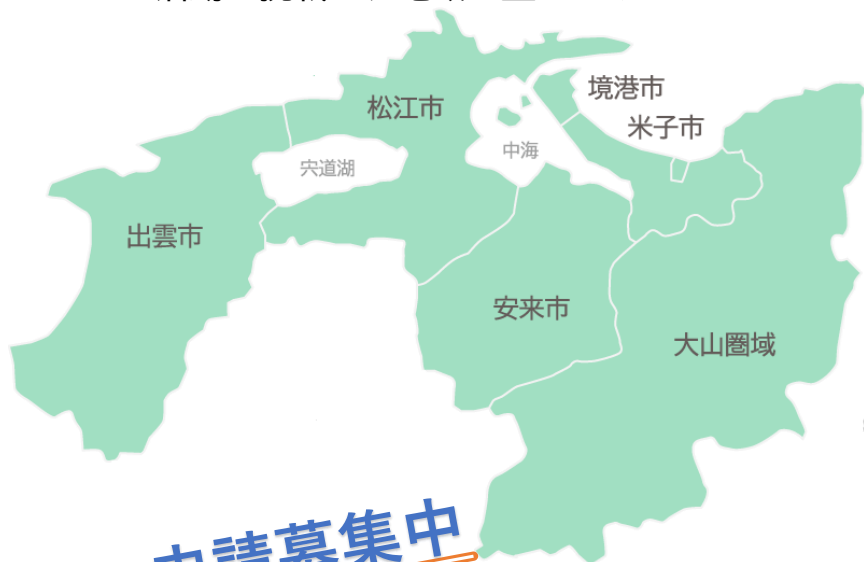 境港市
松江市
米子市
中海
宍道湖
出雲市
安来市
大山圏域
申請募集中